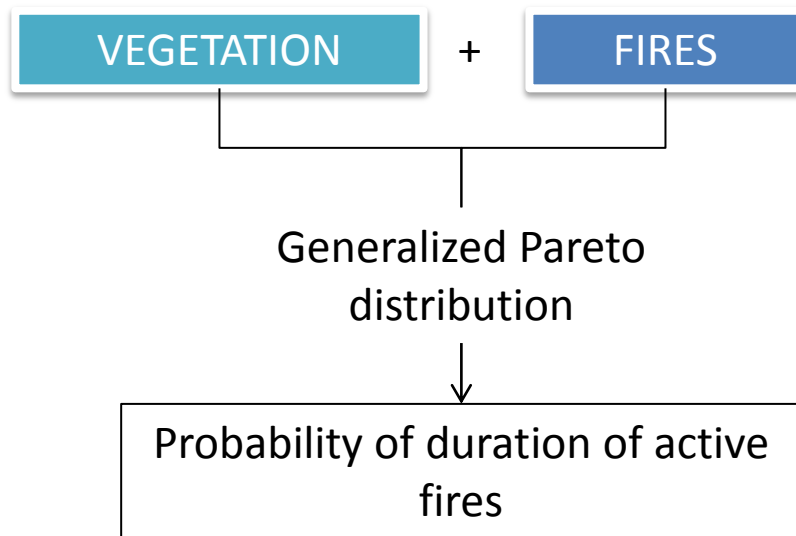 VEGETATION + FIRES
Generalized Pareto
distribution
Probability of duration of active
fires